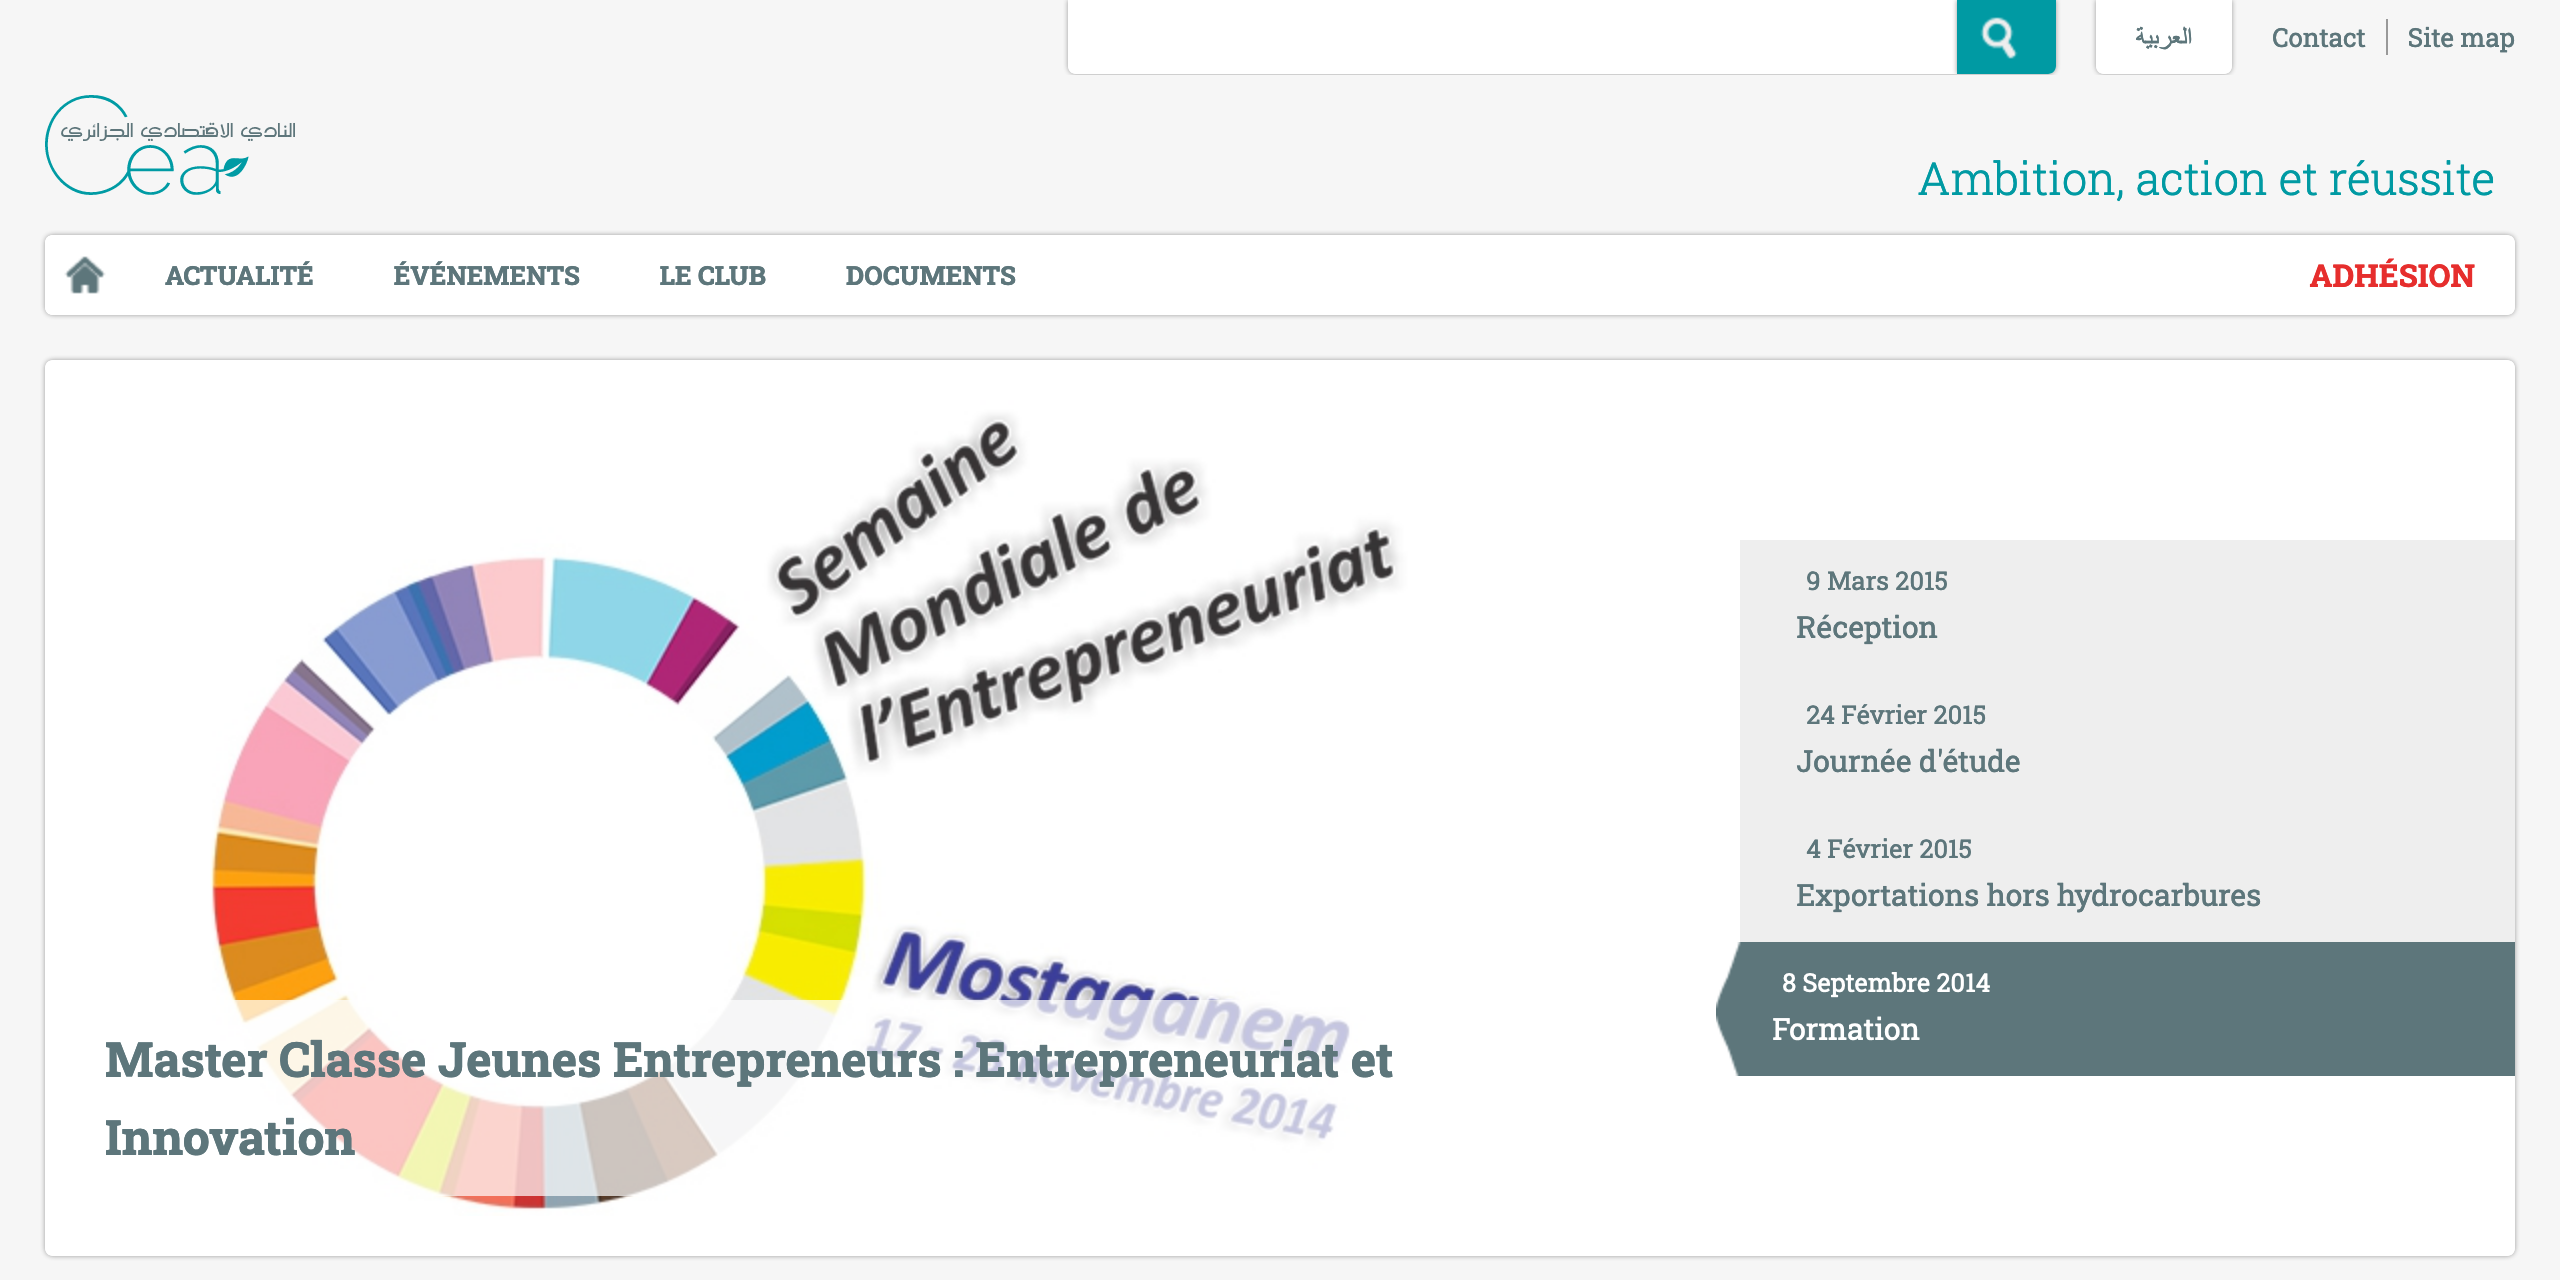 العربية
Contact
Site map
النادي الاقتصادي الجزائري
Cea
Ambition, action et réussite
ACTUALITÉ
ÉVÉNEMENTS
LE CLUB
DOCUMENTS
ADHÉSION
Semaine
Mondiale de
l’Entrepreneuriat
Mostaganem
17 - 23 novembre 2014
Master Classe Jeunes Entrepreneurs : Entrepreneuriat et
Innovation
9 Mars 2015
Réception
24 Février 2015
Journée d'étude
4 Février 2015
Exportations hors hydrocarbures
8 Septembre 2014
Formation